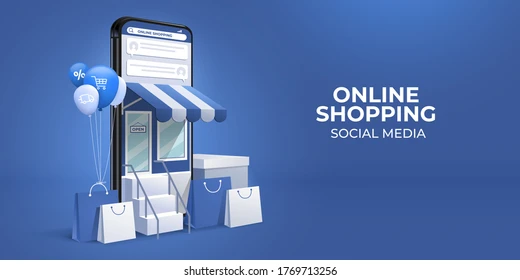 ONLINE SHOPPING
%
OPEN
ONLINE
SHOPPING
SOCIAL MEDIA
shutterstock.com · 1769713256